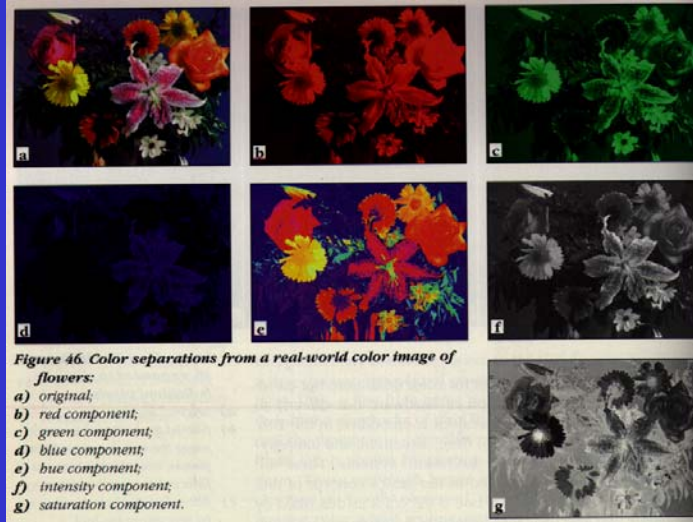 a
b
c
d
e
f
Figure 46. Color separations from a real-world color image of
flowers:
a) original;
b) red component;
c) green component;
d) blue component;
e) hue component;
f) intensity component;
g) saturation component.
g